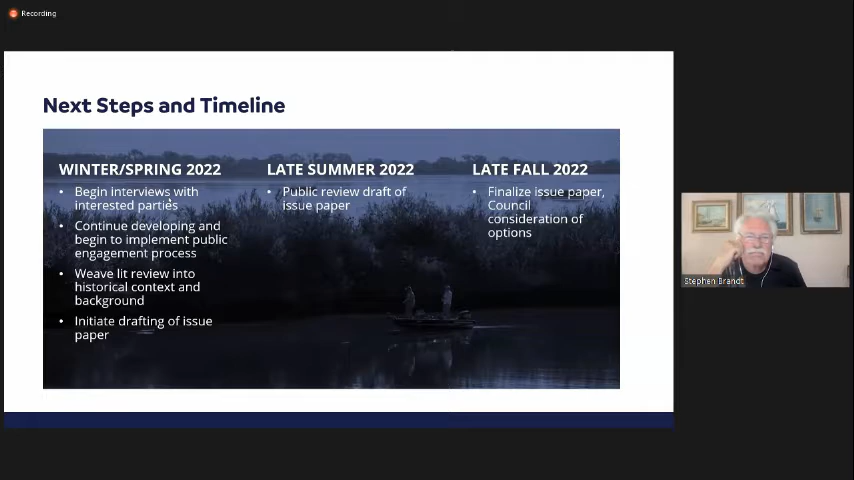 Recording
Next Steps and Timeline
WINTER/SPRING 2022
• Begin interviews with
interested parties
• Continue developing and
begin to implement public
engagement process
• Weave lit review into
historical context and
background
• Initiate drafting of issue
paper
LATE SUMMER 2022
• Public review draft of
issue paper
LATE FALL 2022
• Finalize issue paper,
Council
consideration of
options
Stephen Brandt